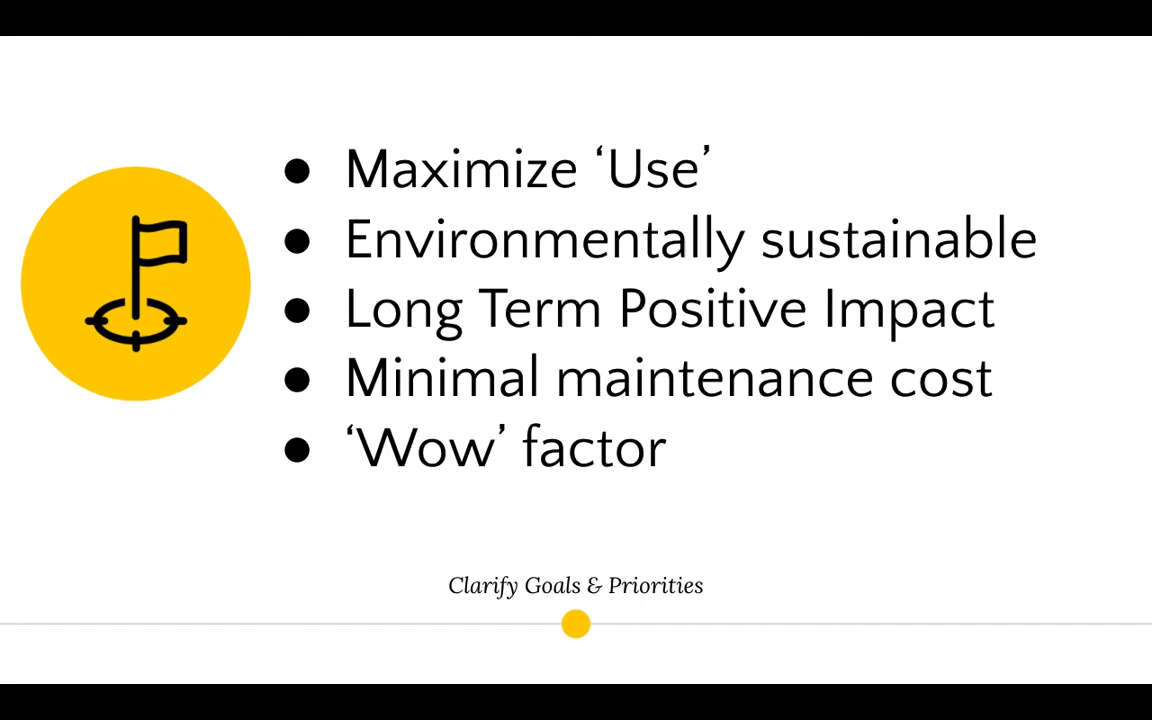 ● Maximize ‘Use’
● Environmentally sustainable
● Long Term Positive Impact
● Minimal maintenance cost
● ‘Wow’ factor
Clarify Goals & Priorities